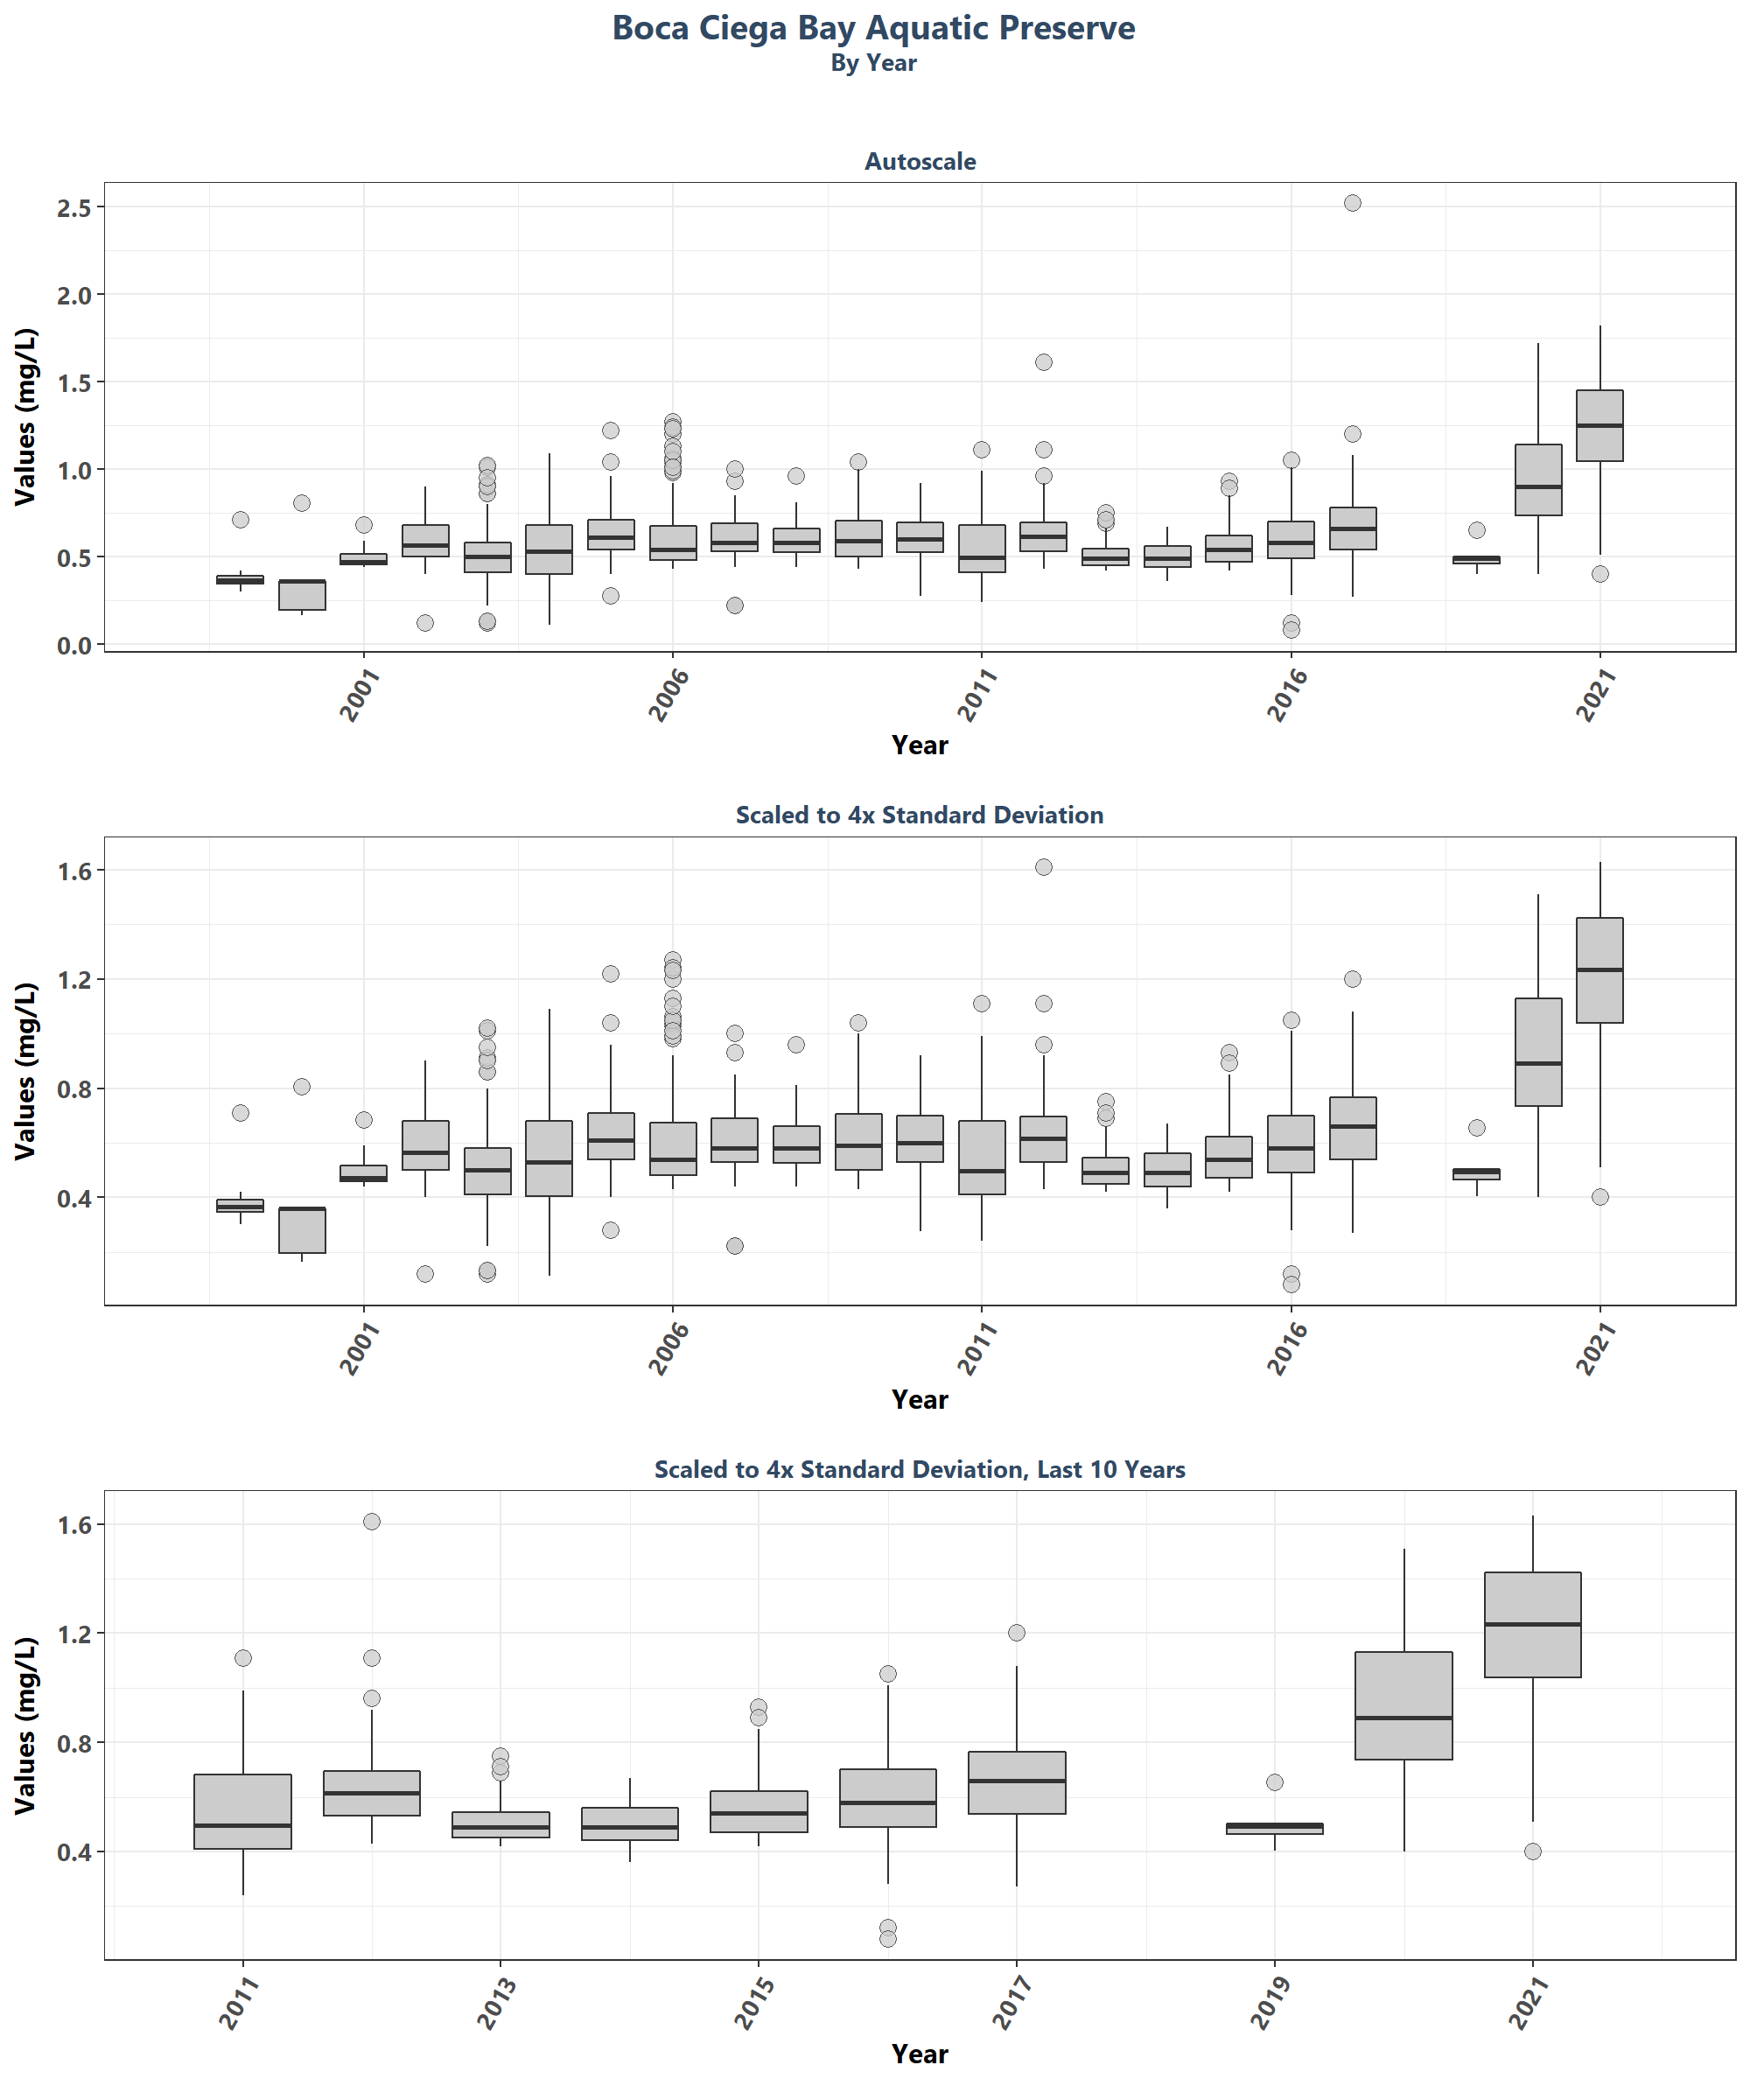 Boca Ciega Bay Aquatic Preserve
By Year
Autoscale
Values (mg/L)
2.5
2.0
1.5
1.0
0.5
0.0
2001 2006 2011 2016 2021
Year
Scaled to 4x Standard Deviation
Values (mg/L)
1.6
1.2
0.8
0.4
2001 2006 2011 2016 2021
Year
Scaled to 4x Standard Deviation, Last 10 Years
Values (mg/L)
1.6
1.2
0.8
0.4
2011 2013 2015 2017 2019 2021
Year